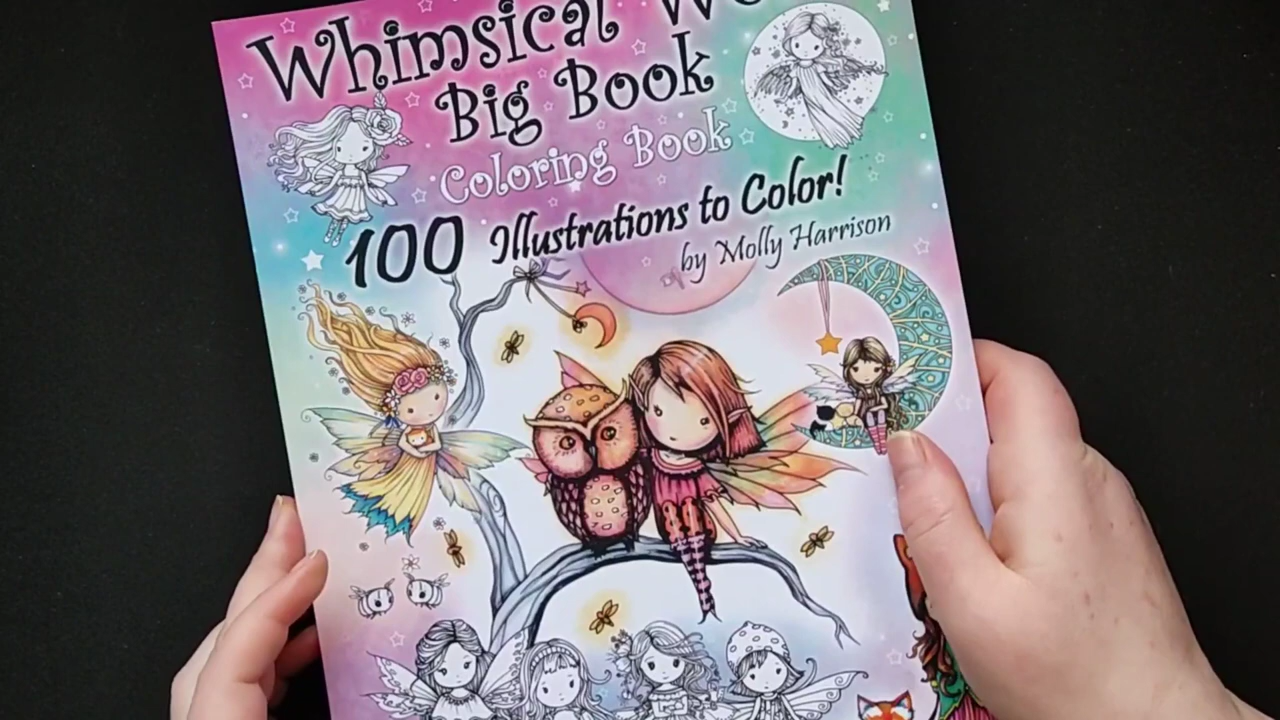 Whimsical
Big Book
Coloring Book
100 Illustrations to Color!
by Molly Harrison